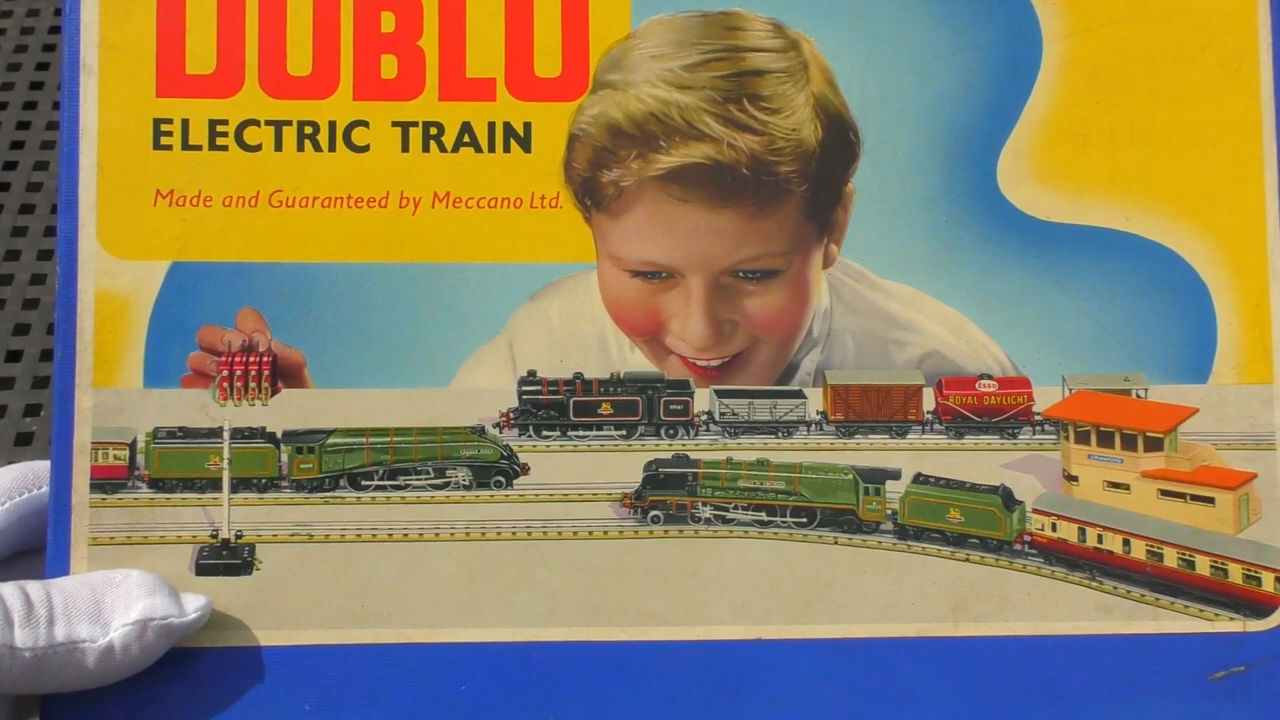 DUBLO
ELECTRIC TRAIN
Made and Guaranteed by Meccano Ltd.
Esso
ROYAL DAYLIGHT